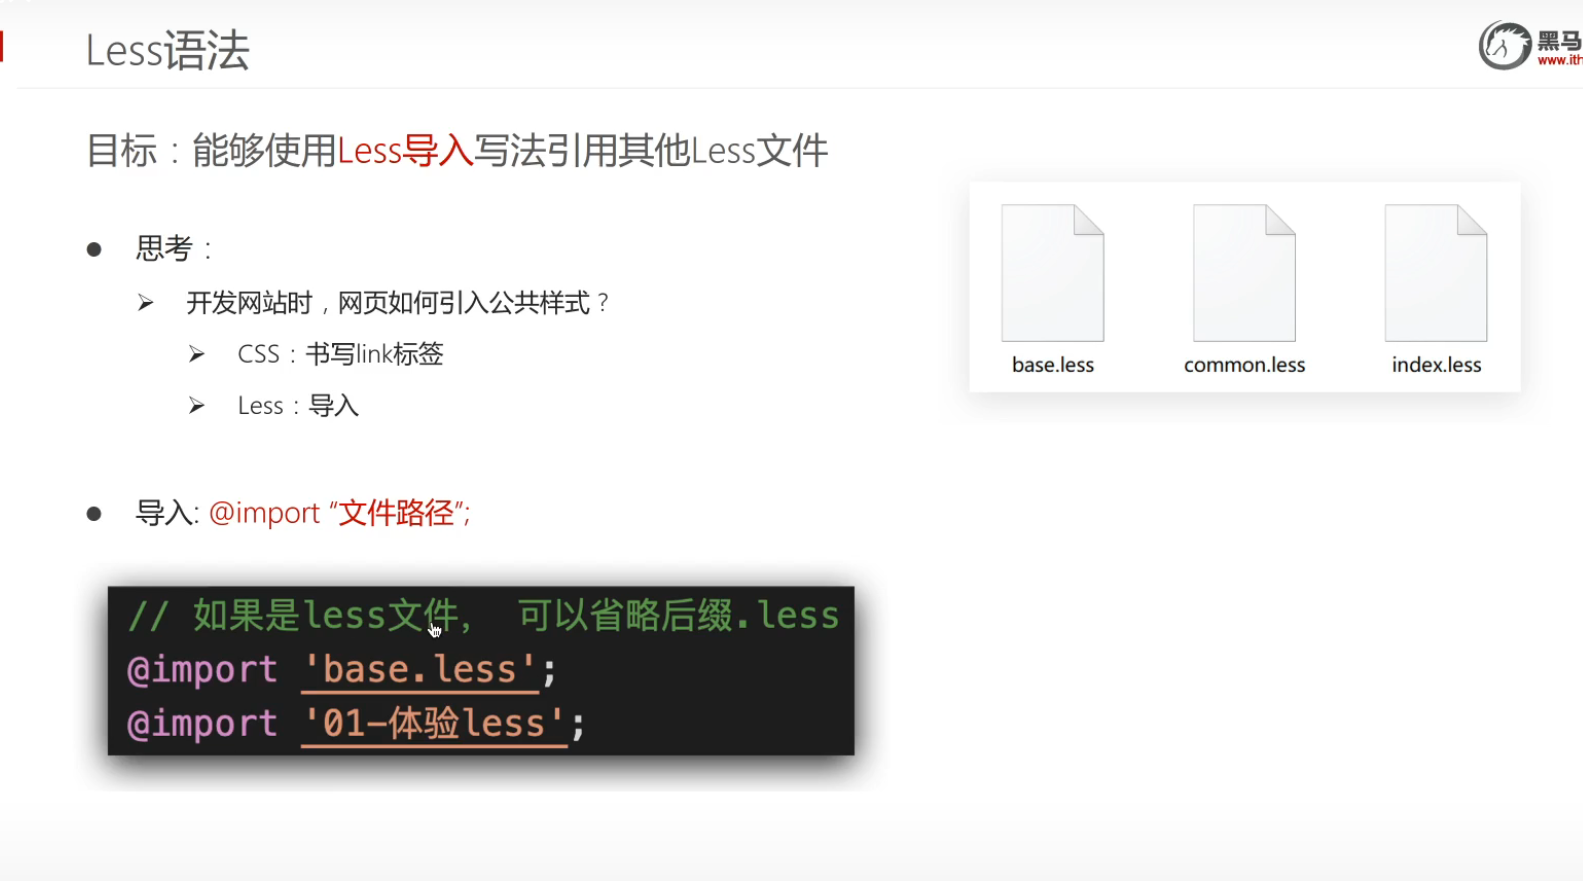 Less语法
黑马
www.ith
目标：能够使用Less导入写法引用其他Less文件
思考：
开发网站时，网页如何引入公共样式？
CSS：书写link标签
Less：导入
base.less
common.less
index.less
导入: @import “文件路径”;
// 如果是less文件， 可以省略后缀.less
@import 'base.less';
@import '01-体验less';